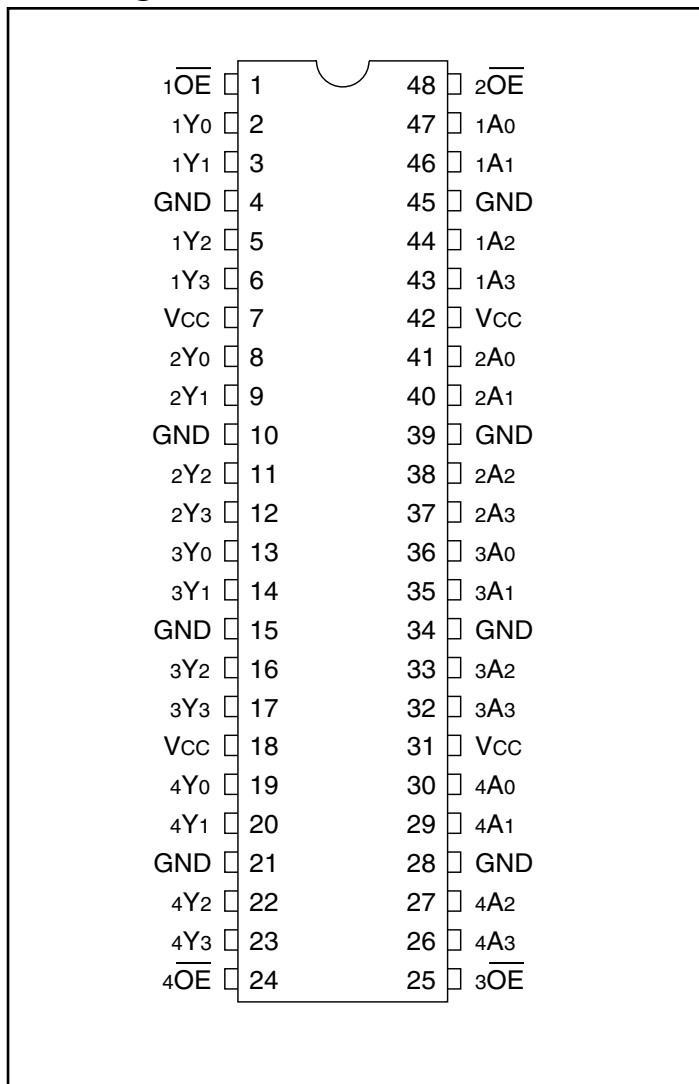 1OE 1 48 2OE
1Y0 2 47 1A0
1Y1 3 46 1A1
GND 4 45 GND
1Y2 5 44 1A2
1Y3 6 43 1A3
VCC 7 42 VCC
2Y0 8 41 2A0
2Y1 9 40 2A1
GND 10 39 GND
2Y2 11 38 2A2
2Y3 12 37 2A3
3Y0 13 36 3A0
3Y1 14 35 3A1
GND 15 34 GND
3Y2 16 33 3A2
3Y3 17 32 3A3
VCC 18 31 VCC
4Y0 19 30 4A0
4Y1 20 29 4A1
GND 21 28 GND
4Y2 22 27 4A2
4Y3 23 26 4A3
4OE 24 25 3OE